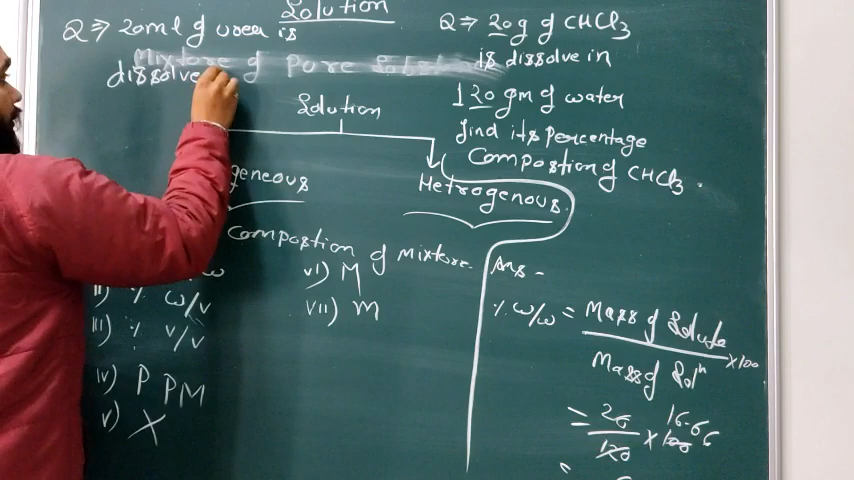 Solution
Q ⇒ 20ml of urea is
dissolve
Mixture of Pure
Solution
geneous
Hetrogenous.
Compostion of mixture.
w
ii) % w/v
iii) % v/v
iv) PPM
v) X
vi) M
vii) m
Q ⇒ 20g of CHCl3
is dissolve in
120 gm of water
find its Percentage
Compostion of CHCl3.
Ans -
% w/w = Mass of Solute
Mass of Solⁿ
×100
= 20
120
× 100
16.66
=